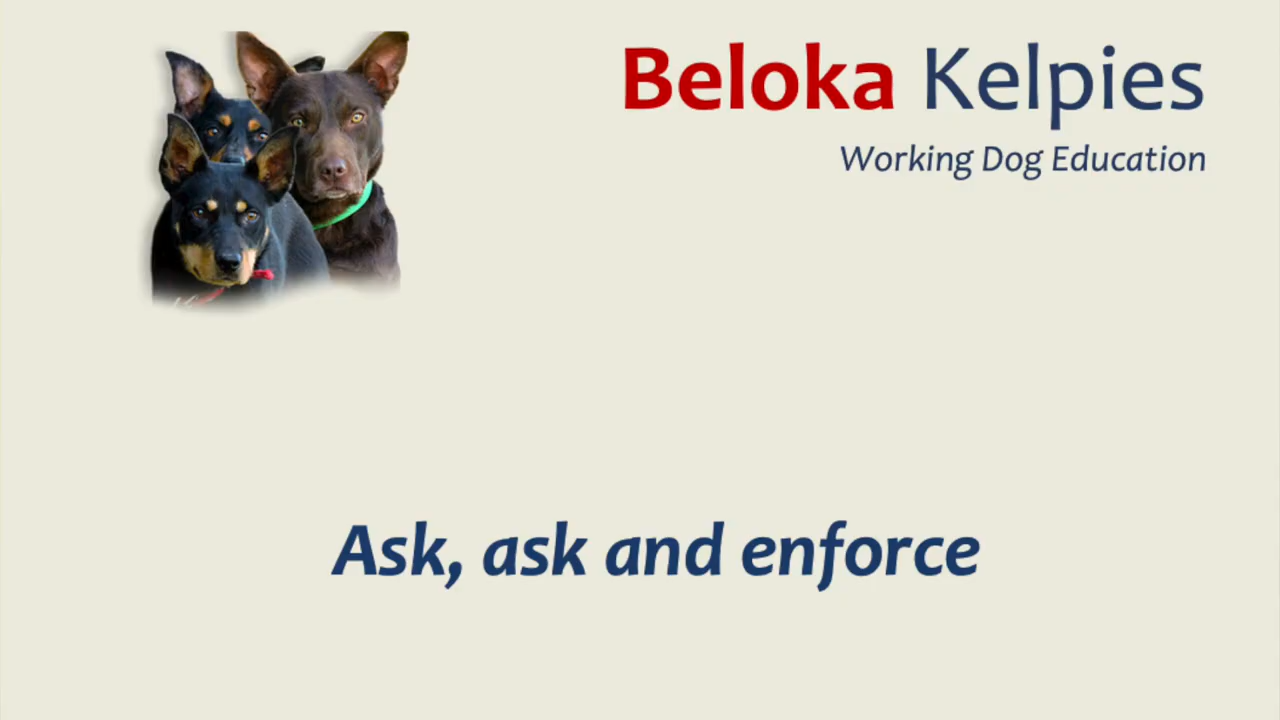 Beloka Kelpies
Working Dog Education
Ask, ask and enforce